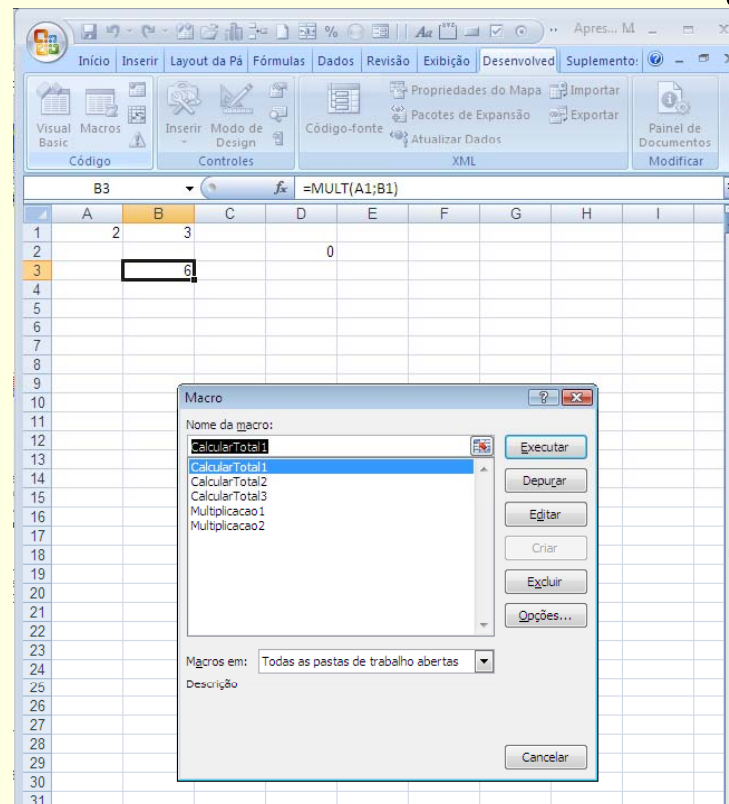 Apres... M
Início Inserir Layout da Pá Fórmulas Dados Revisão Exibição Desenvolved Suplemento:
Visual Basic
Macros
Inserir
Modo de Design
Código-fonte
Propriedades do Mapa
Pacotes de Expansão
Atualizar Dados
Importar
Exportar
Painel de Documentos
Código Controles XML Modificar
B3 fx =MULT(A1;B1)
A B C D E F G H I
1 2 3
2 0
3 6
4
5
6
7
8
9
10
11
12
13
14
15
16
17
18
19
20
21
22
23
24
25
26
27
28
29
30
31
Macro
Nome da macro:
CalcularTotal1
CalcularTotal1
CalcularTotal2
CalcularTotal3
Multiplicacao1
Multiplicacao2
Executar
Depurar
Editar
Criar
Excluir
Opções...
Macros em: Todas as pastas de trabalho abertas
Descrição
Cancelar